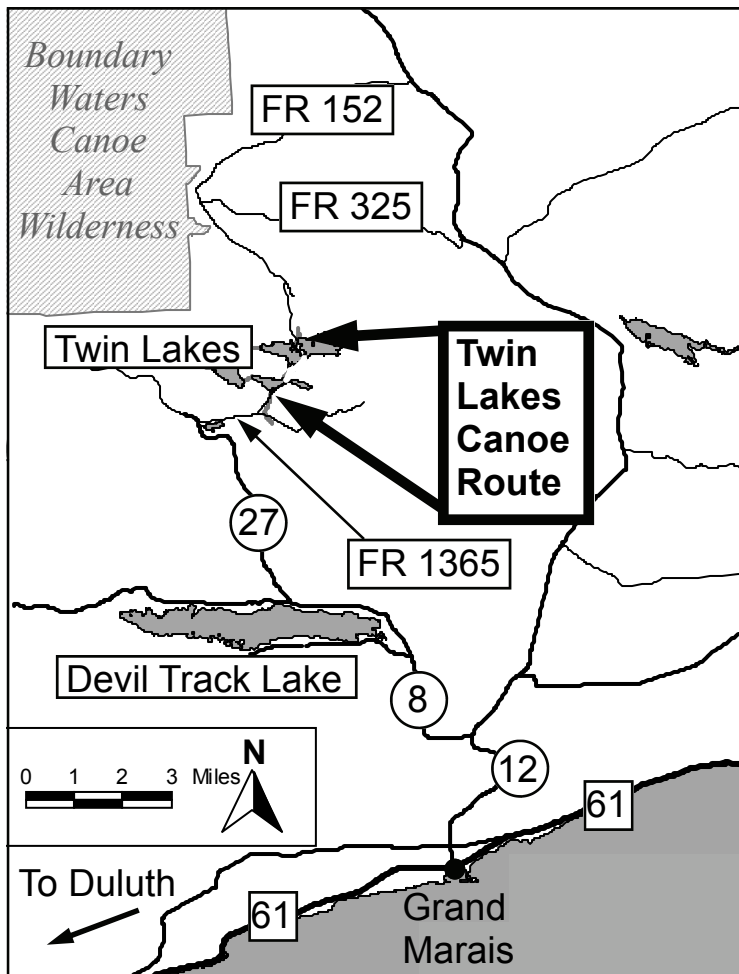 Boundary
Waters
Canoe
Area
Wilderness
FR 152
FR 325
Twin Lakes
Twin
Lakes
Canoe
Route
27
FR 1365
Devil Track Lake
8
N
0 1 2 3 Miles
12
61
To Duluth
61
Grand
Marais